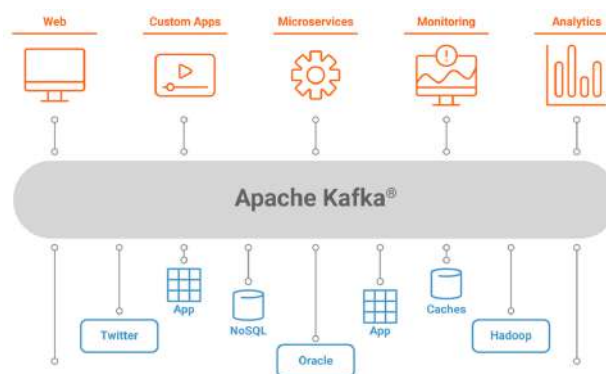 Web
Custom Apps
Microservices
Monitoring
Analytics
Apache Kafka®
App
NoSQL
App
Caches
Twitter
Oracle
Hadoop